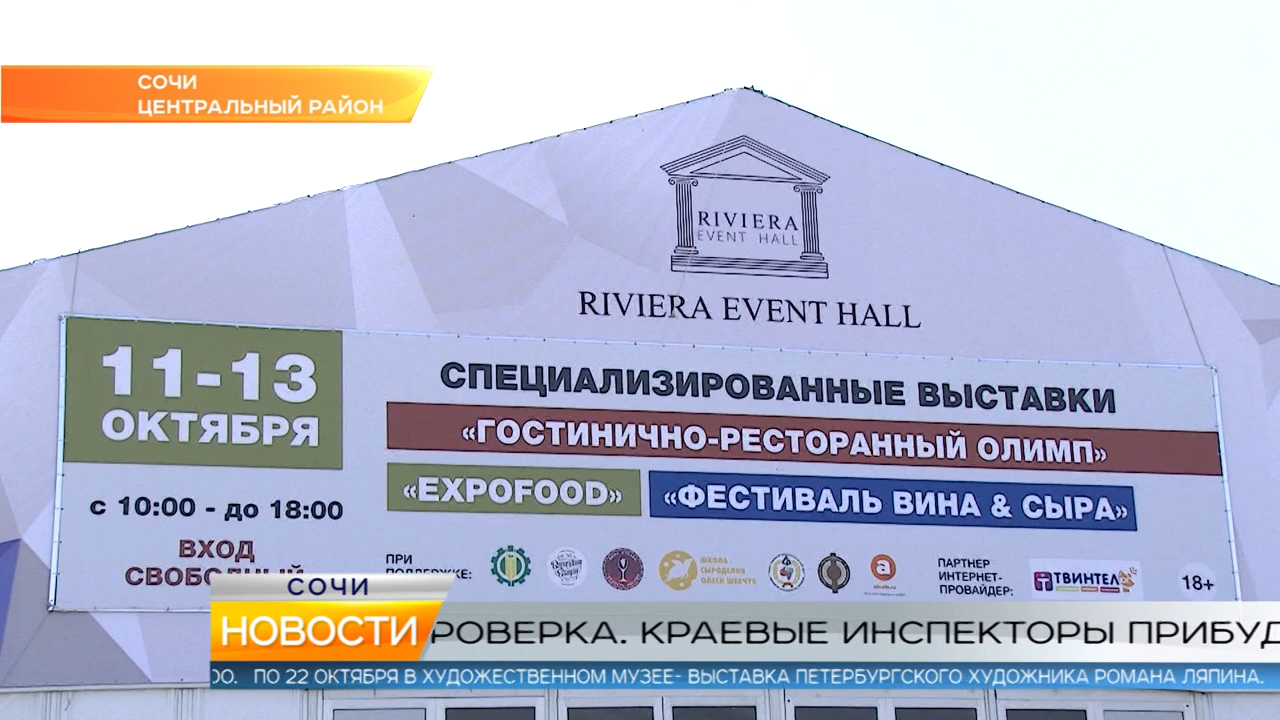 СОЧИ
ЦЕНТРАЛЬНЫЙ РАЙОН
RIVIERA
EVENT HALL
RIVIERA EVENT HALL
11-13
ОКТЯБРЯ
с 10:00 - до 18:00
ВХОД
СВОБОДНЫЙ
СПЕЦИАЛИЗИРОВАННЫЕ ВЫСТАВКИ
«ГОСТИНИЧНО-РЕСТОРАННЫЙ ОЛИМП»
«EXPOFOOD» «ФЕСТИВАЛЬ ВИНА & СЫРА»
ПРИ
ПОДДЕРЖКЕ:
ШКОЛА
СЫРОДЕЛИЯ
ОЛЕСИ ШЕВЧУК
ПАРТНЕР
ИНТЕРНЕТ-
ПРОВАЙДЕР:
ТВИНТЕЛ
18+
СОЧИ
НОВОСТИ
РОВЕРКА. КРАЕВЫЕ ИНСПЕКТОРЫ ПРИБУД
ОО. ПО 22 ОКТЯБРЯ В ХУДОЖЕСТВЕННОМ МУЗЕЕ- ВЫСТАВКА ПЕТЕРБУРГСКОГО ХУДОЖНИКА РОМАНА ЛЯПИНА.